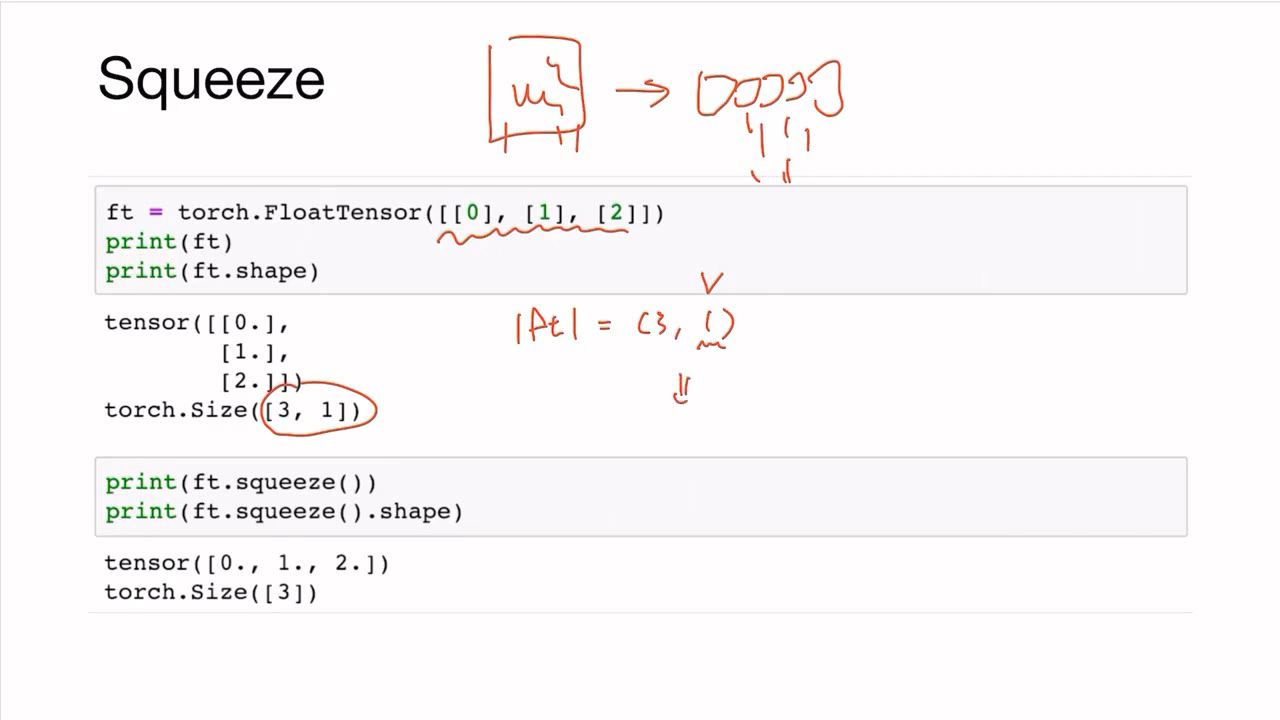 Squeeze
ft = torch.FloatTensor([[0], [1], [2]])
print(ft)
print(ft.shape)
tensor([[0.],
[1.],
[2.]])
torch.Size([3, 1])
|ft| = (3, 1)
print(ft.squeeze())
print(ft.squeeze().shape)
tensor([0., 1., 2.])
torch.Size([3])